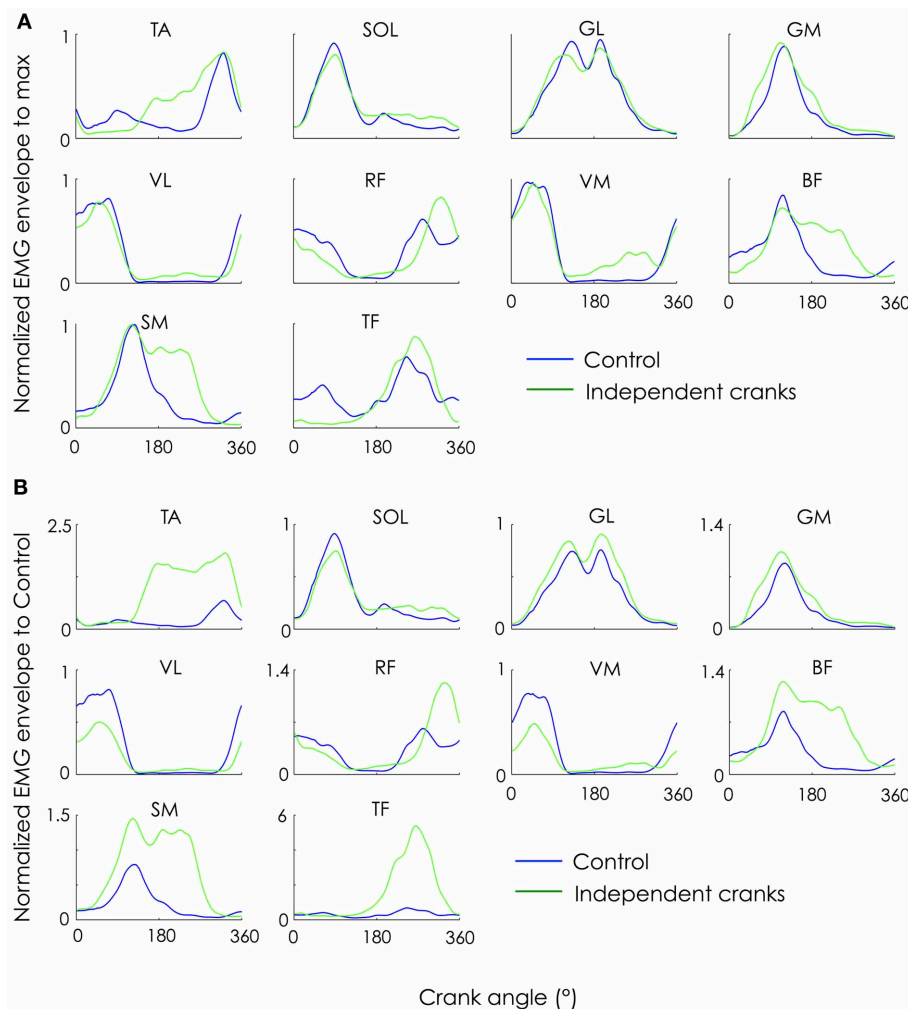 A
TA SOL GL GM
Normalized EMG envelope to max
1
0
VL RF VM BF
1
0
0 180 360 0 180 360
SM TF
1
0
0 180 360 0 180 360
Control
Independent cranks
B
TA SOL GL GM
Normalized EMG envelope to Control
2.5 1 1 1.4
0 0 0 0
VL RF VM BF
1 1.4 1 1.4
0 0 0 0
0 180 360 0 180 360
SM TF
1.5 6
0 0
0 180 360 0 180 360
Control
Independent cranks
Crank angle (°)